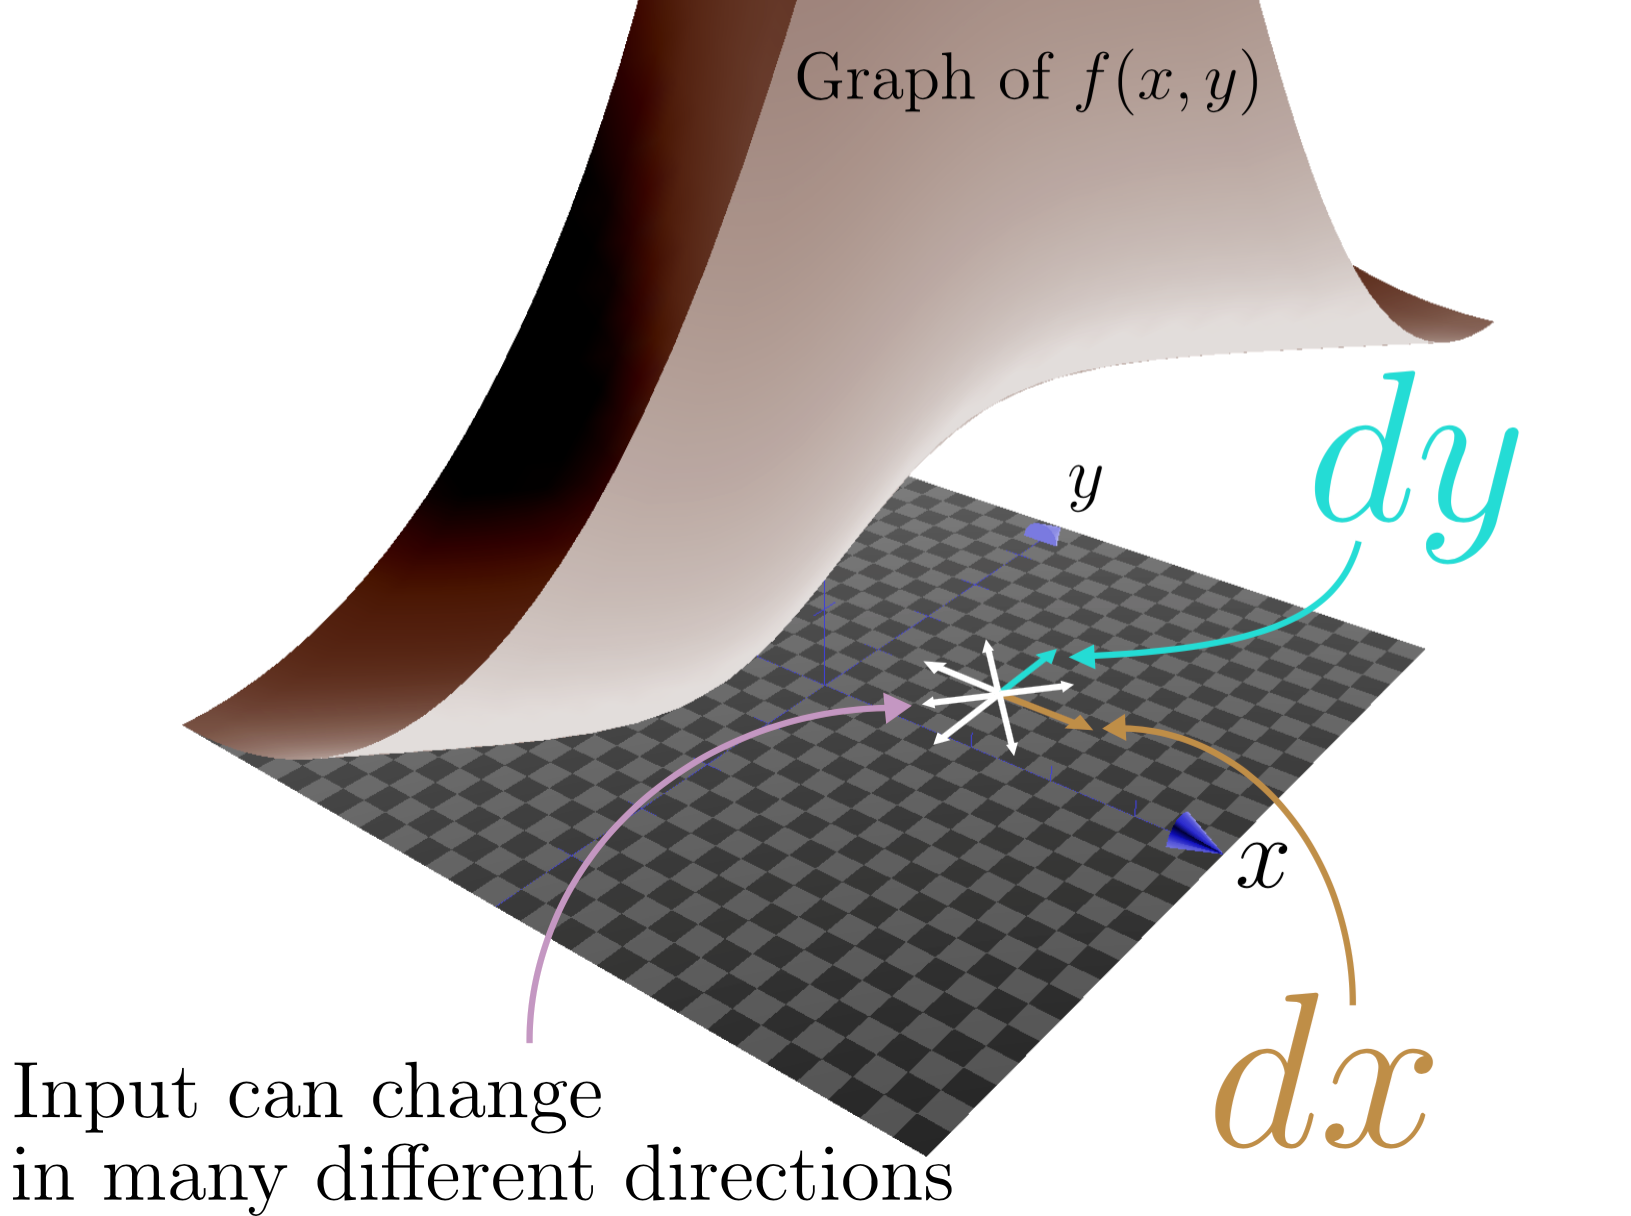 Graph of f(x, y)
dy
y
x
dx
Input can change
in many different directions